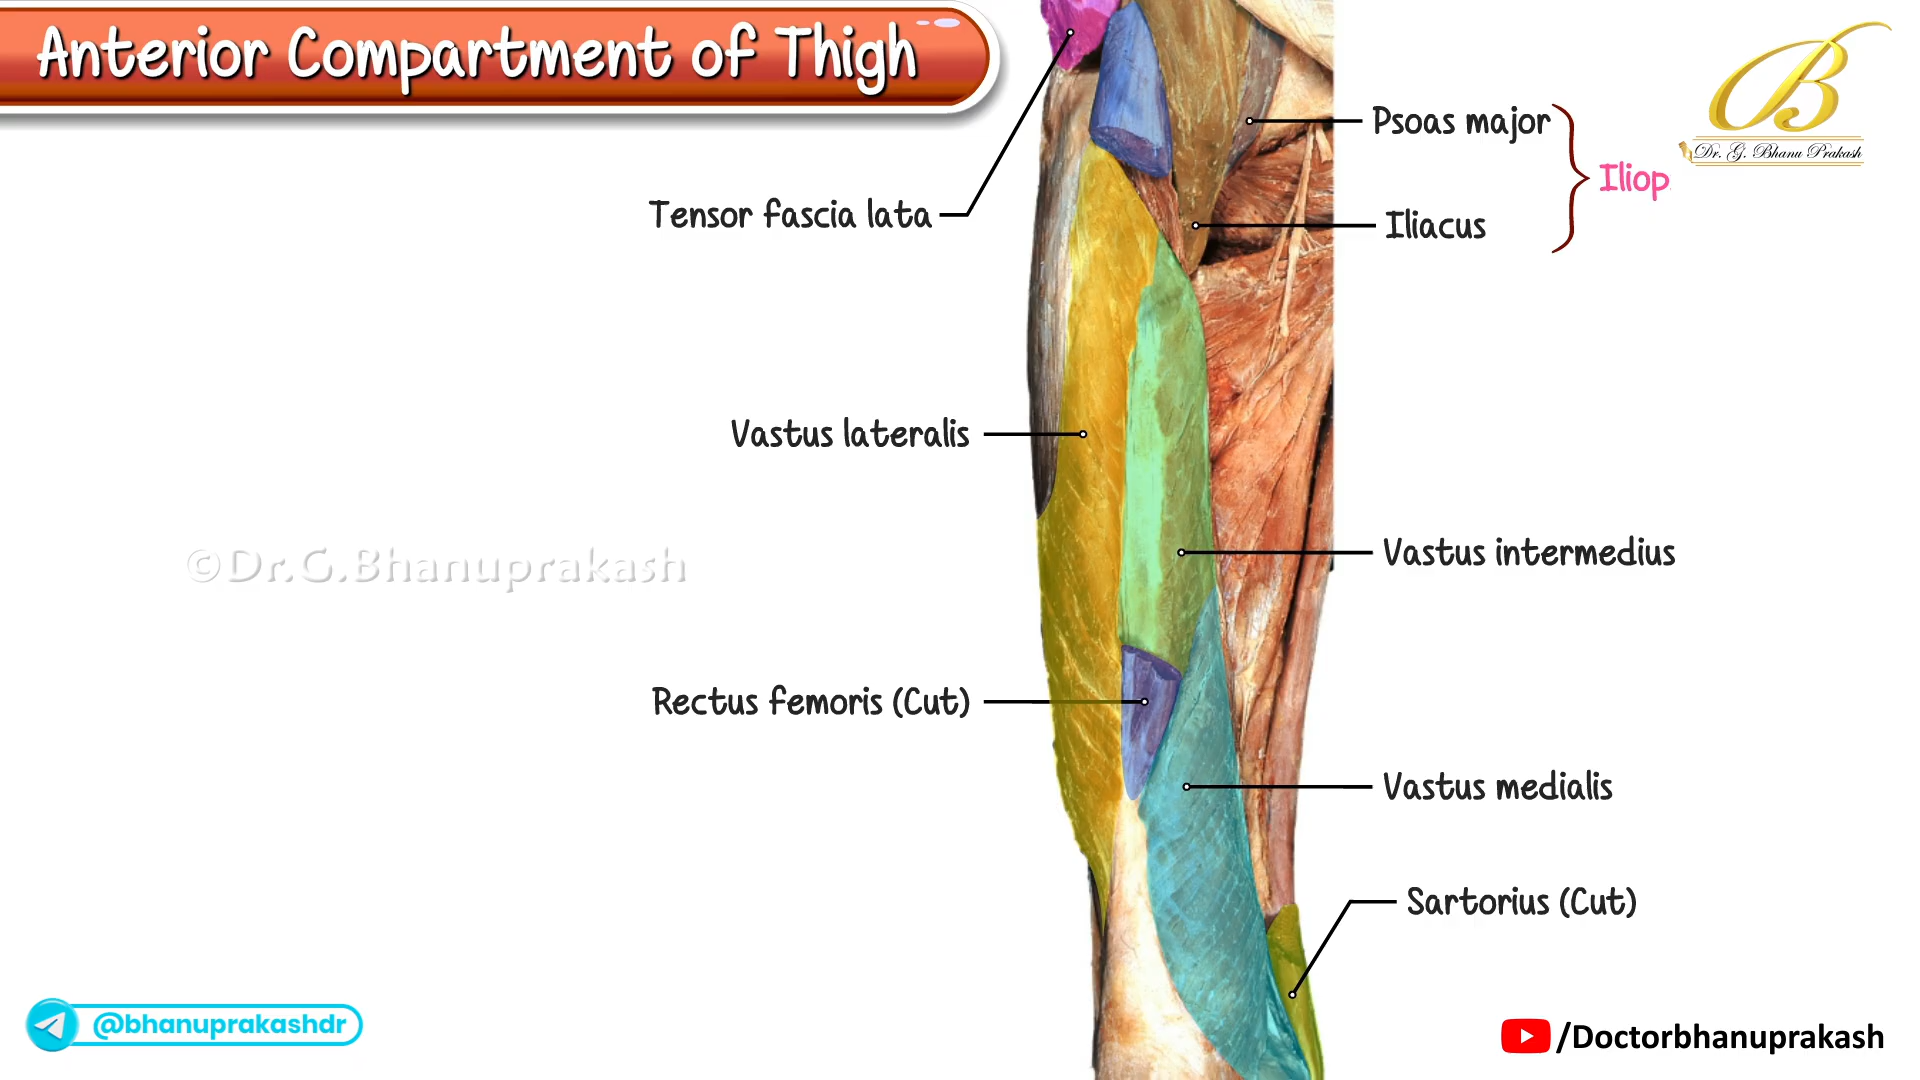 Anterior Compartment of Thigh
Dr. G. Bhanu Prakash
Psoas major
Iliop
Tensor fascia lata
Iliacus
Vastus lateralis
Vastus intermedius
©Dr.G.Bhanuprakash
Rectus femoris (Cut)
Vastus medialis
Sartorius (Cut)
@bhanuprakashdr
/Doctorbhanuprakash